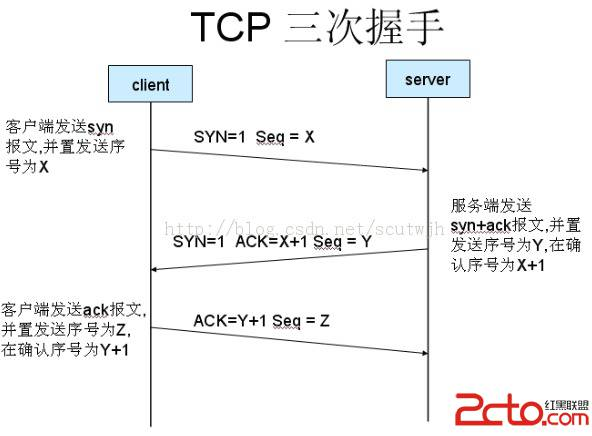 TCP 三次握手
client
server
客户端发送syn
报文,并置发送序
号为X
SYN=1 Seq = X
服务端发送
syn+ack报文,并置
发送序号为Y,在确
认序号为X+1
http://blog.csdn.net/scutwjh
SYN=1 ACK=X+1 Seq = Y
客户端发送ack报文,
并置发送序号为Z,
在确认序号为Y+1
ACK=Y+1 Seq = Z
2cto
红黑联盟
.com